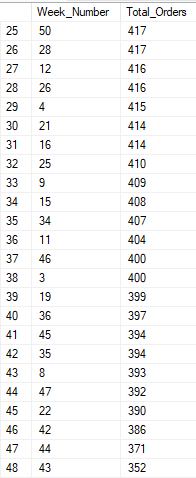 Week_Number Total_Orders
25 50 417
26 28 417
27 12 416
28 26 416
29 4 415
30 21 414
31 16 414
32 25 410
33 9 409
34 15 408
35 34 407
36 11 404
37 46 400
38 3 400
39 19 399
40 36 397
41 45 394
42 35 394
43 8 393
44 47 392
45 22 390
46 42 386
47 44 371
48 43 352